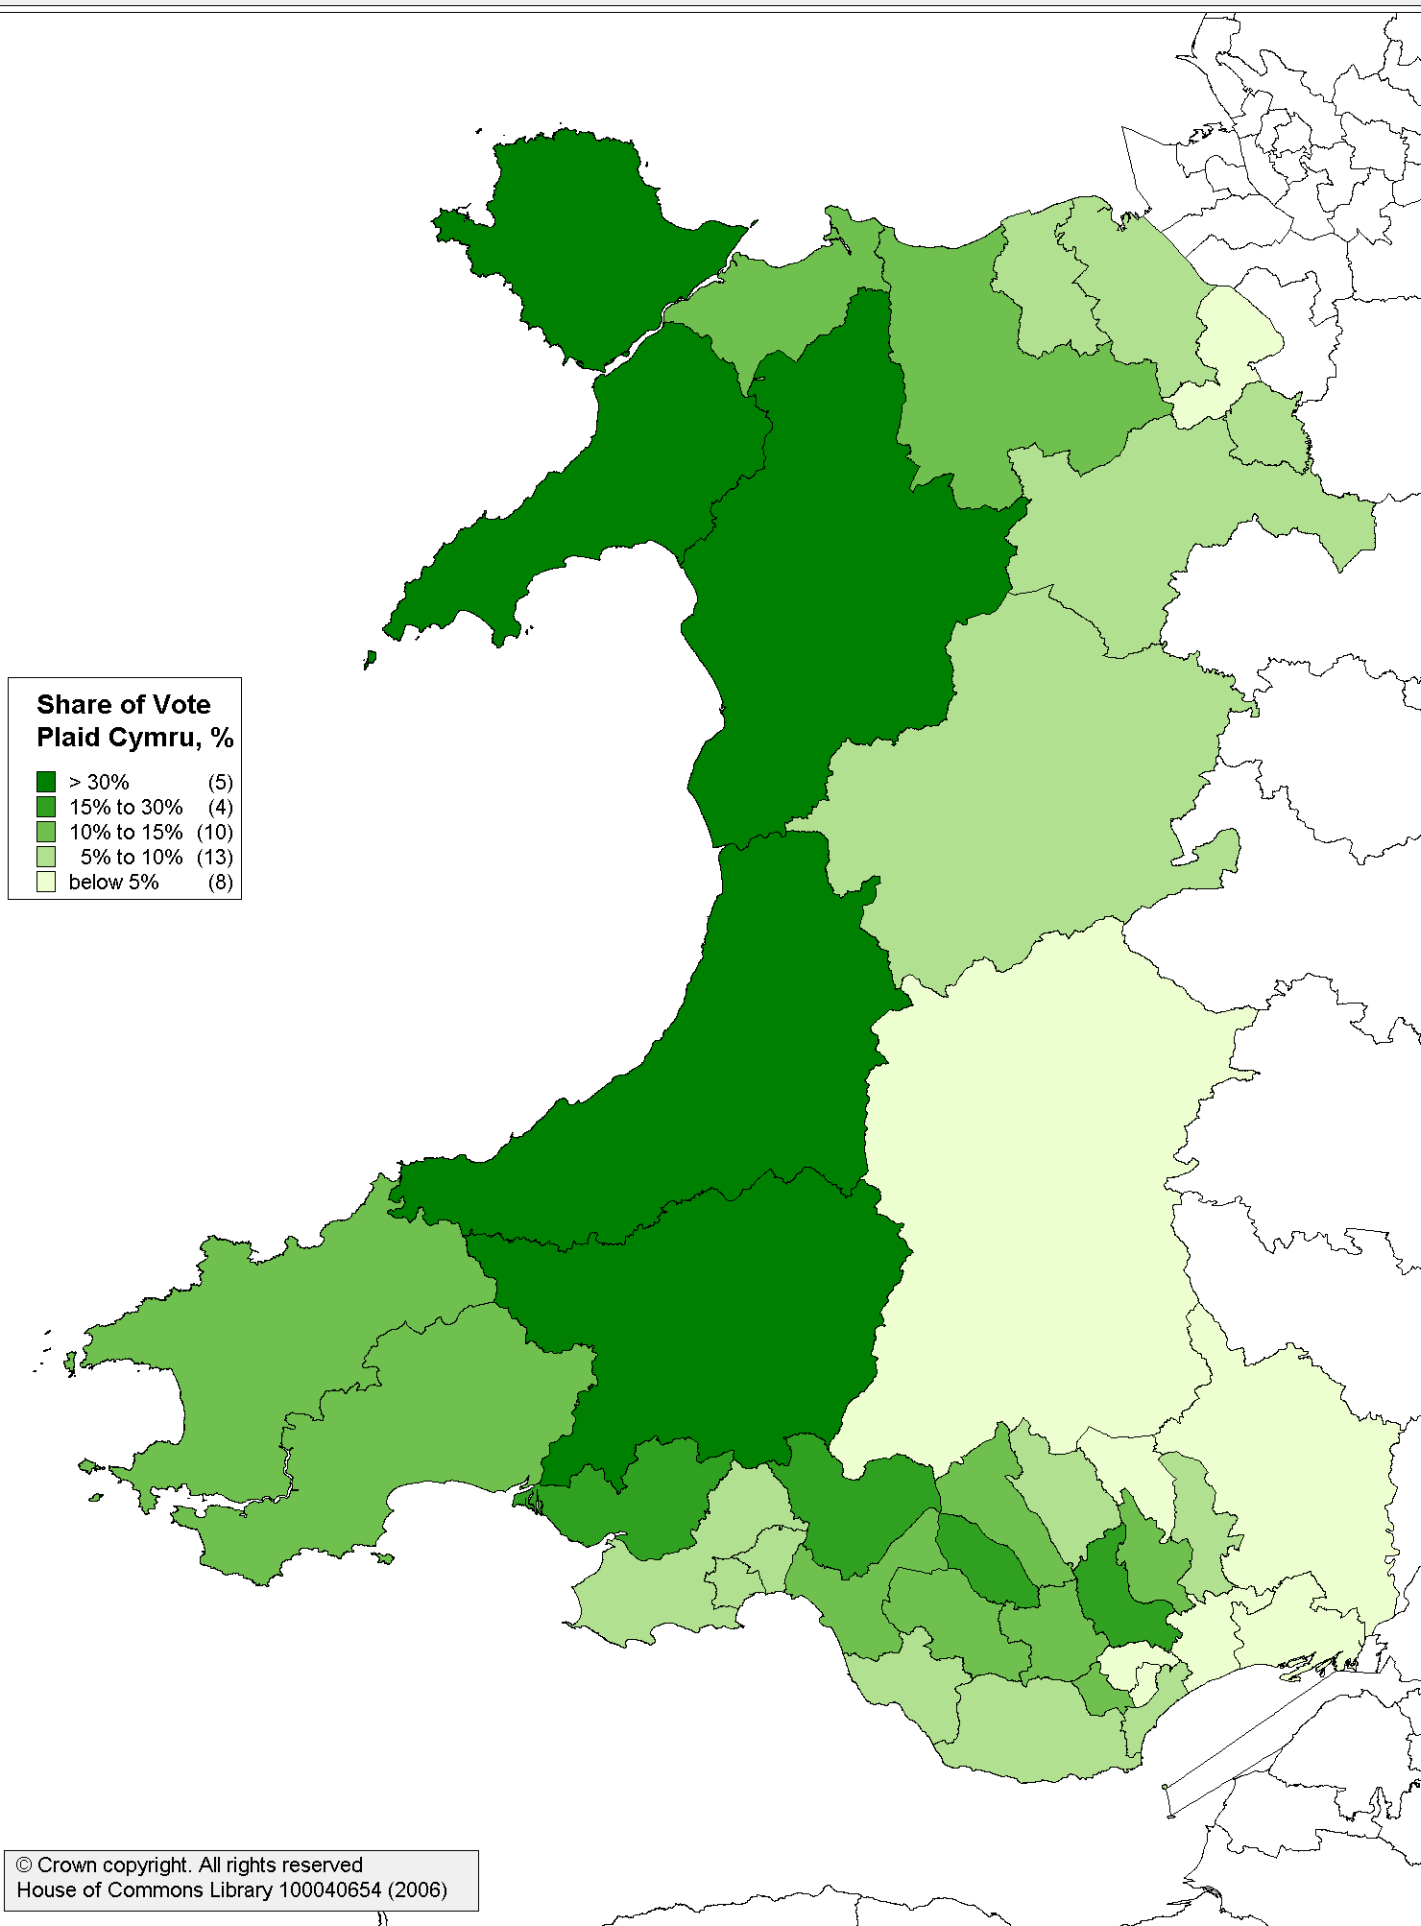 Share of Vote
Plaid Cymru, %
> 30% (5)
15% to 30% (4)
10% to 15% (10)
5% to 10% (13)
below 5% (8)
© Crown copyright. All rights reserved
House of Commons Library 100040654 (2006)